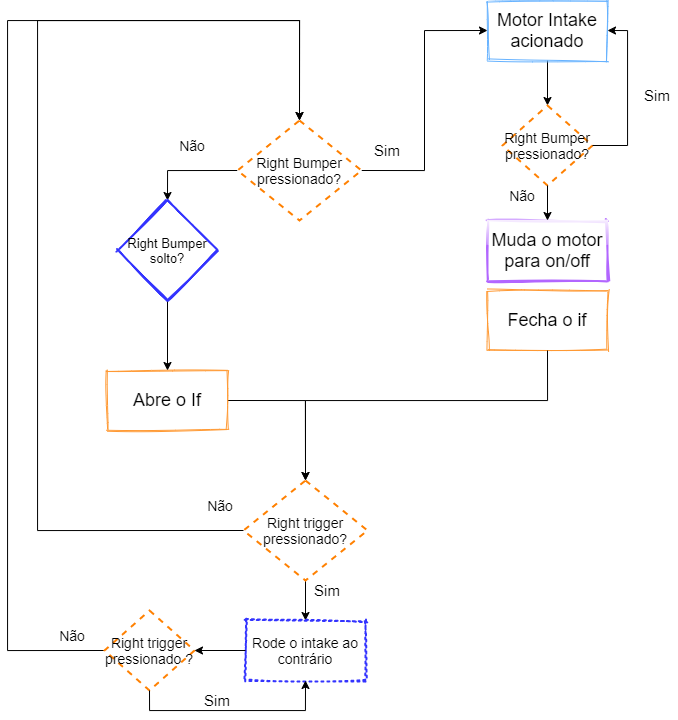 Motor Intake
acionado
Sim
Right Bumper
pressionado?
Não
Right Bumper
pressionado?
Sim
Não
Right Bumper
solto?
Muda o motor
para on/off
Fecha o if
Abre o If
Não
Right trigger
pressionado?
Sim
Rode o intake ao
contrário
Não
Right trigger
pressionado ?
Sim